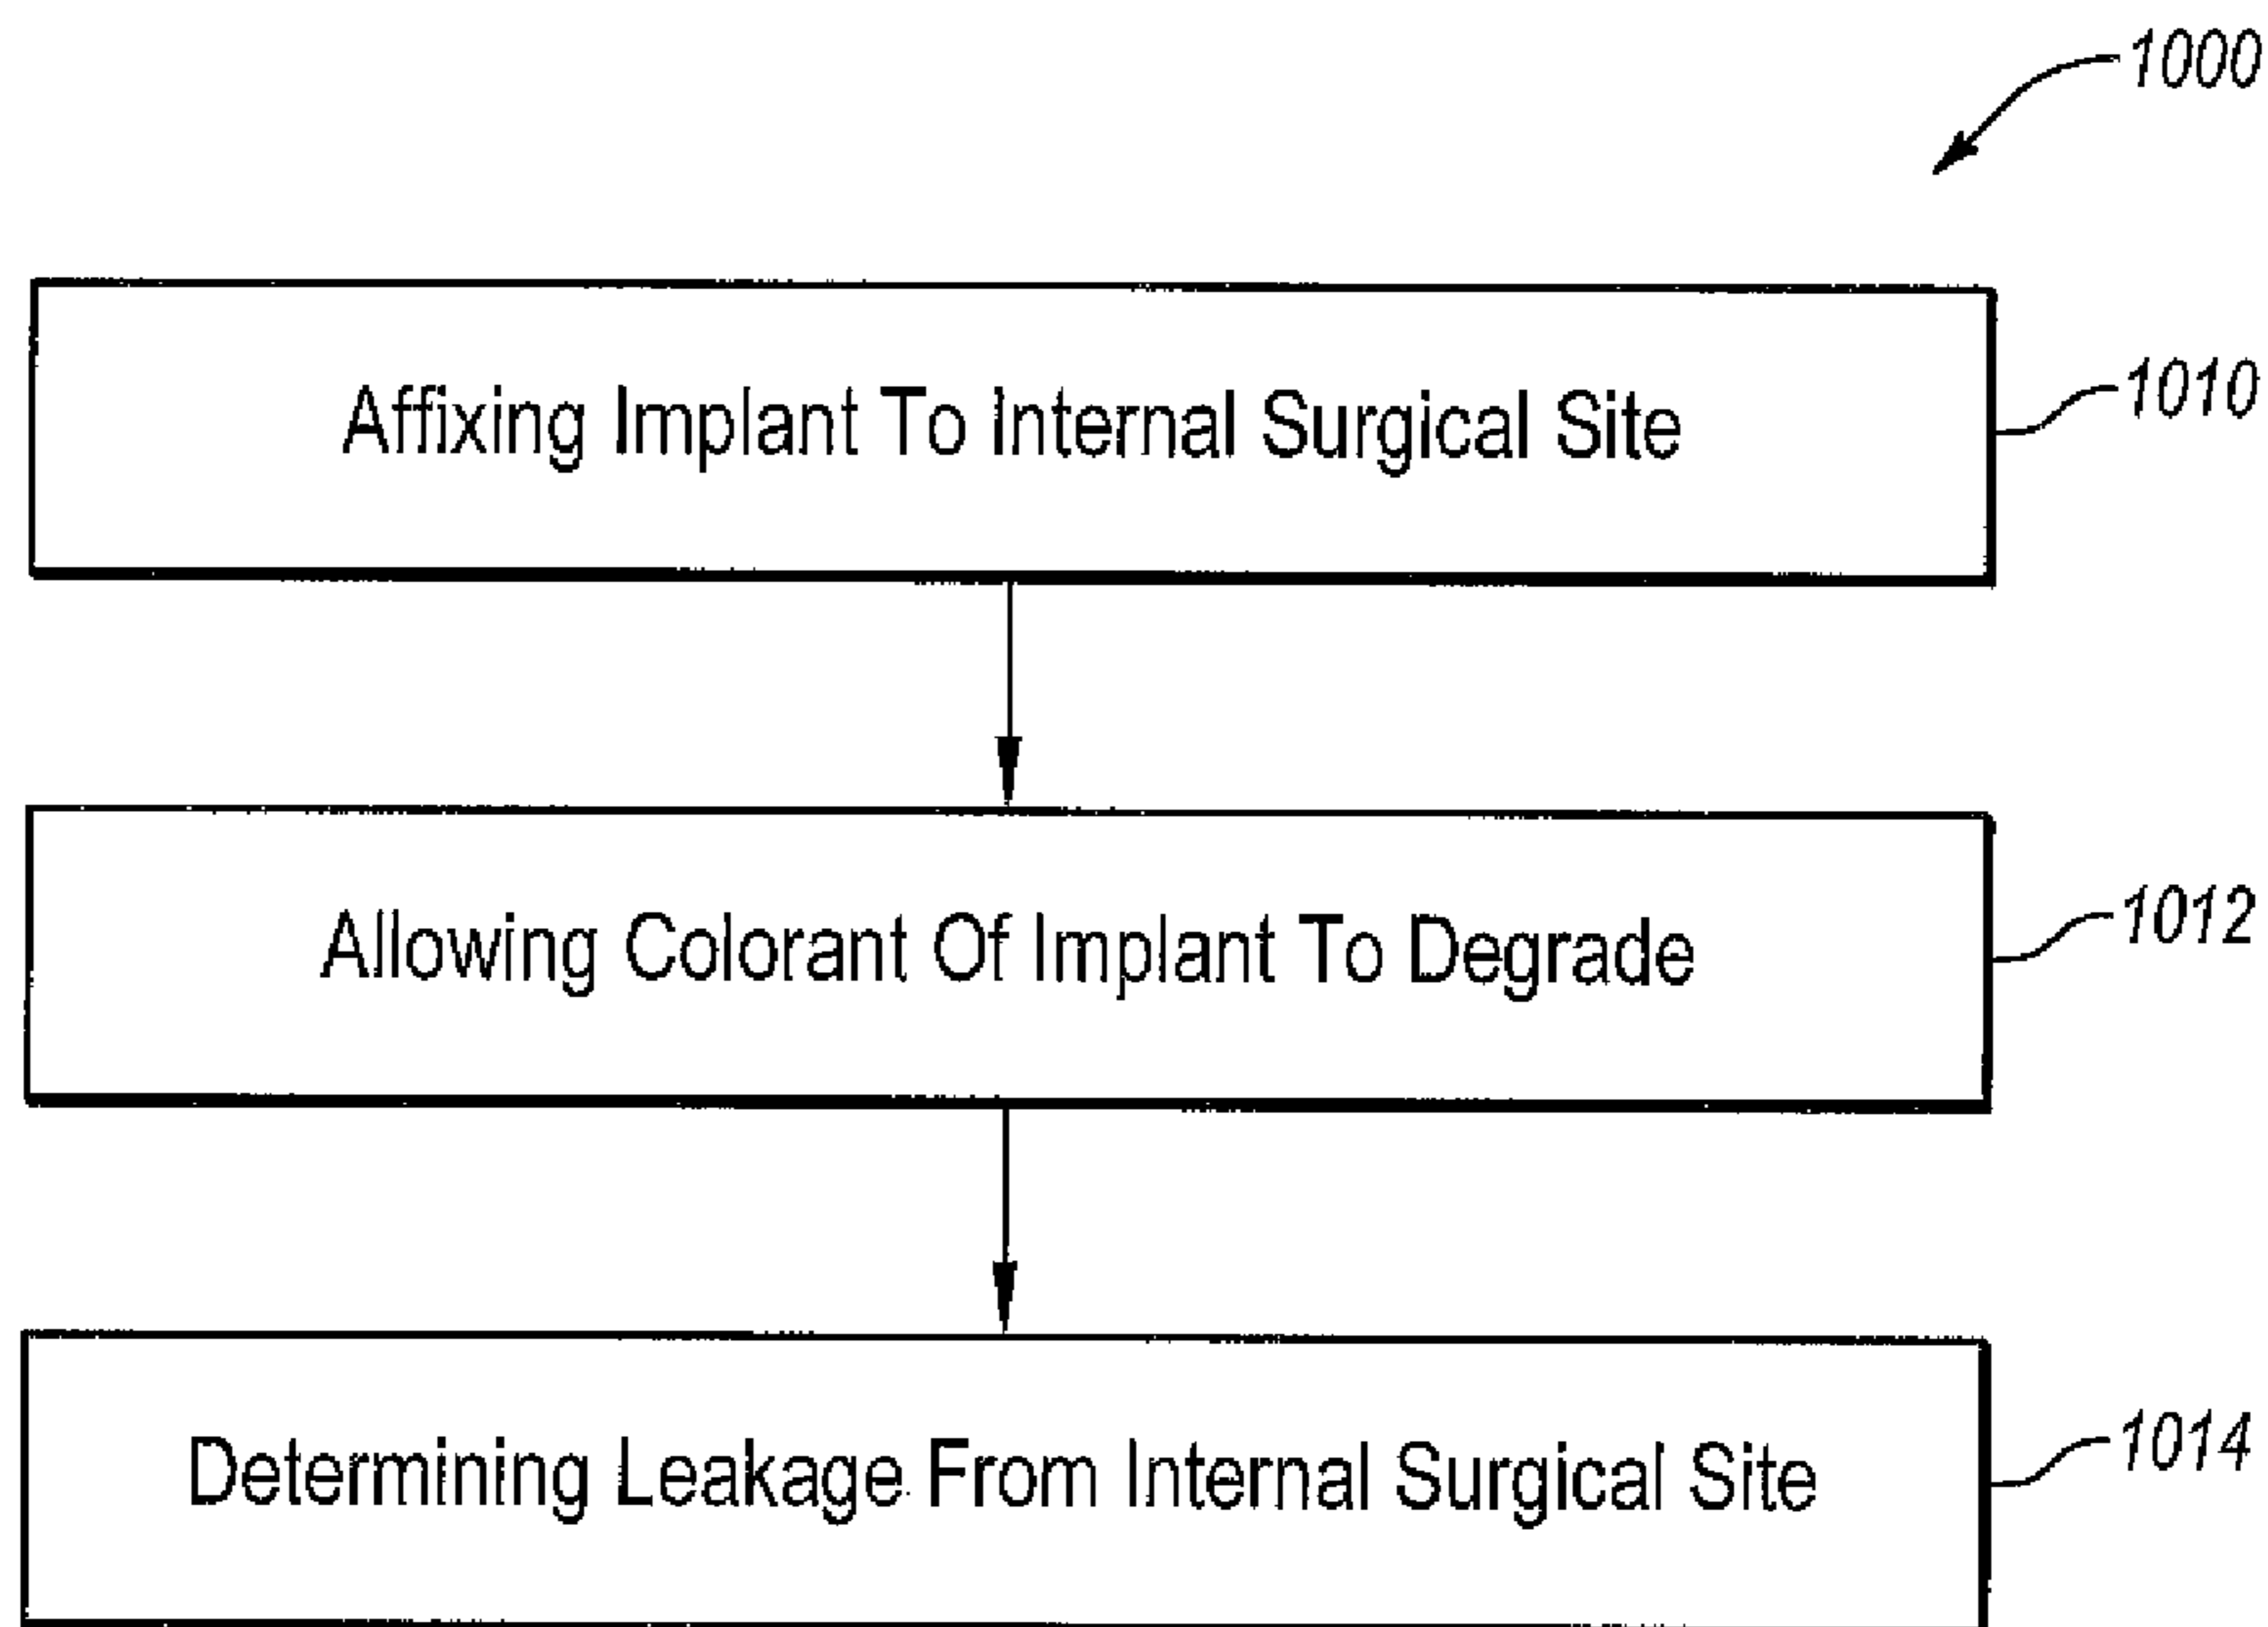 1000
Affixing Implant To Internal Surgical Site
1010
Allowing Colorant Of Implant To Degrade
1012
Determining Leakage From Internal Surgical Site
1014